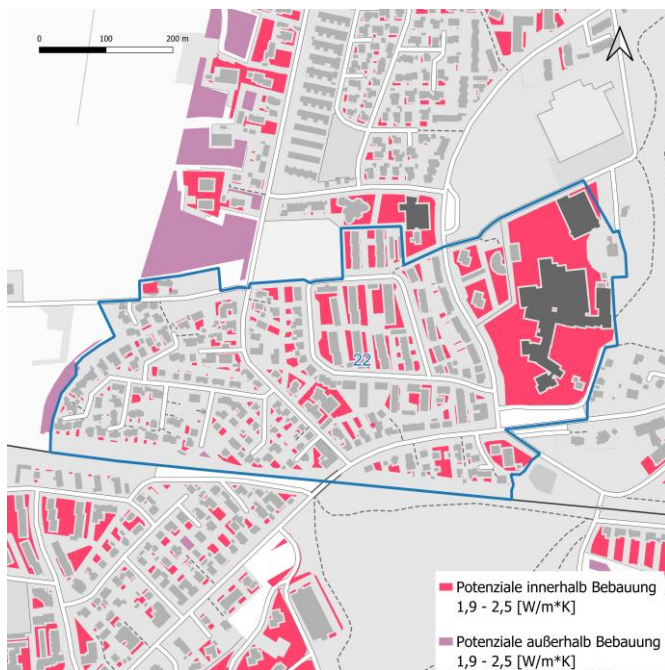 0 100 200 m
22
Potenziale innerhalb Bebauung
1,9 - 2,5 [W/m*K]
Potenziale außerhalb Bebauung
1,9 - 2,5 [W/m*K]